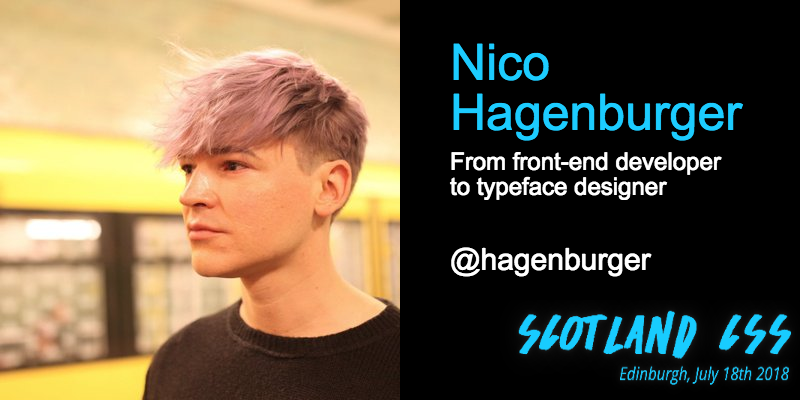 Nico
Hagenburger
From front-end developer
to typeface designer
@hagenburger
SCOTLAND CSS
Edinburgh, July 18th 2018